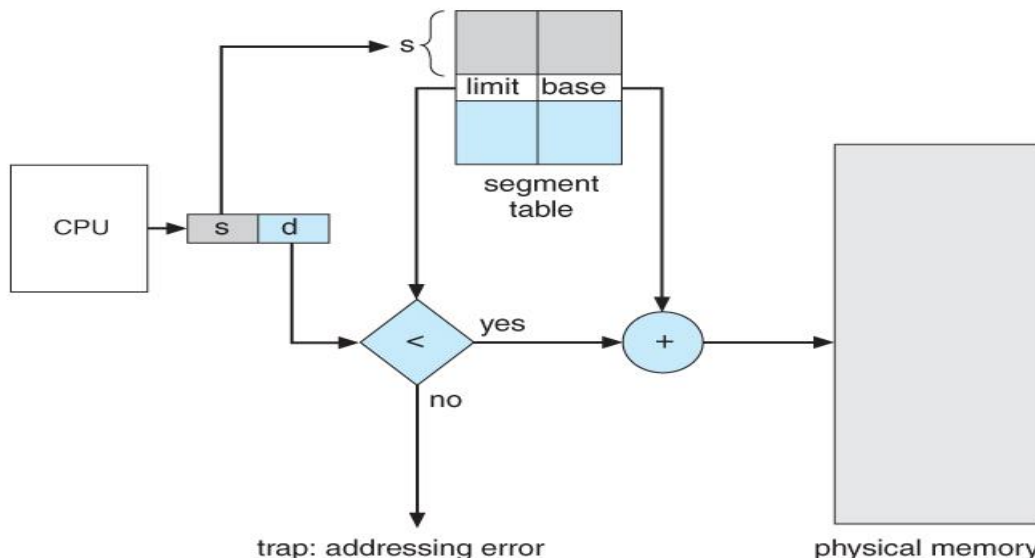 s
limit base
segment
table
CPU
s d
<
yes
+
no
trap: addressing error
physical memory